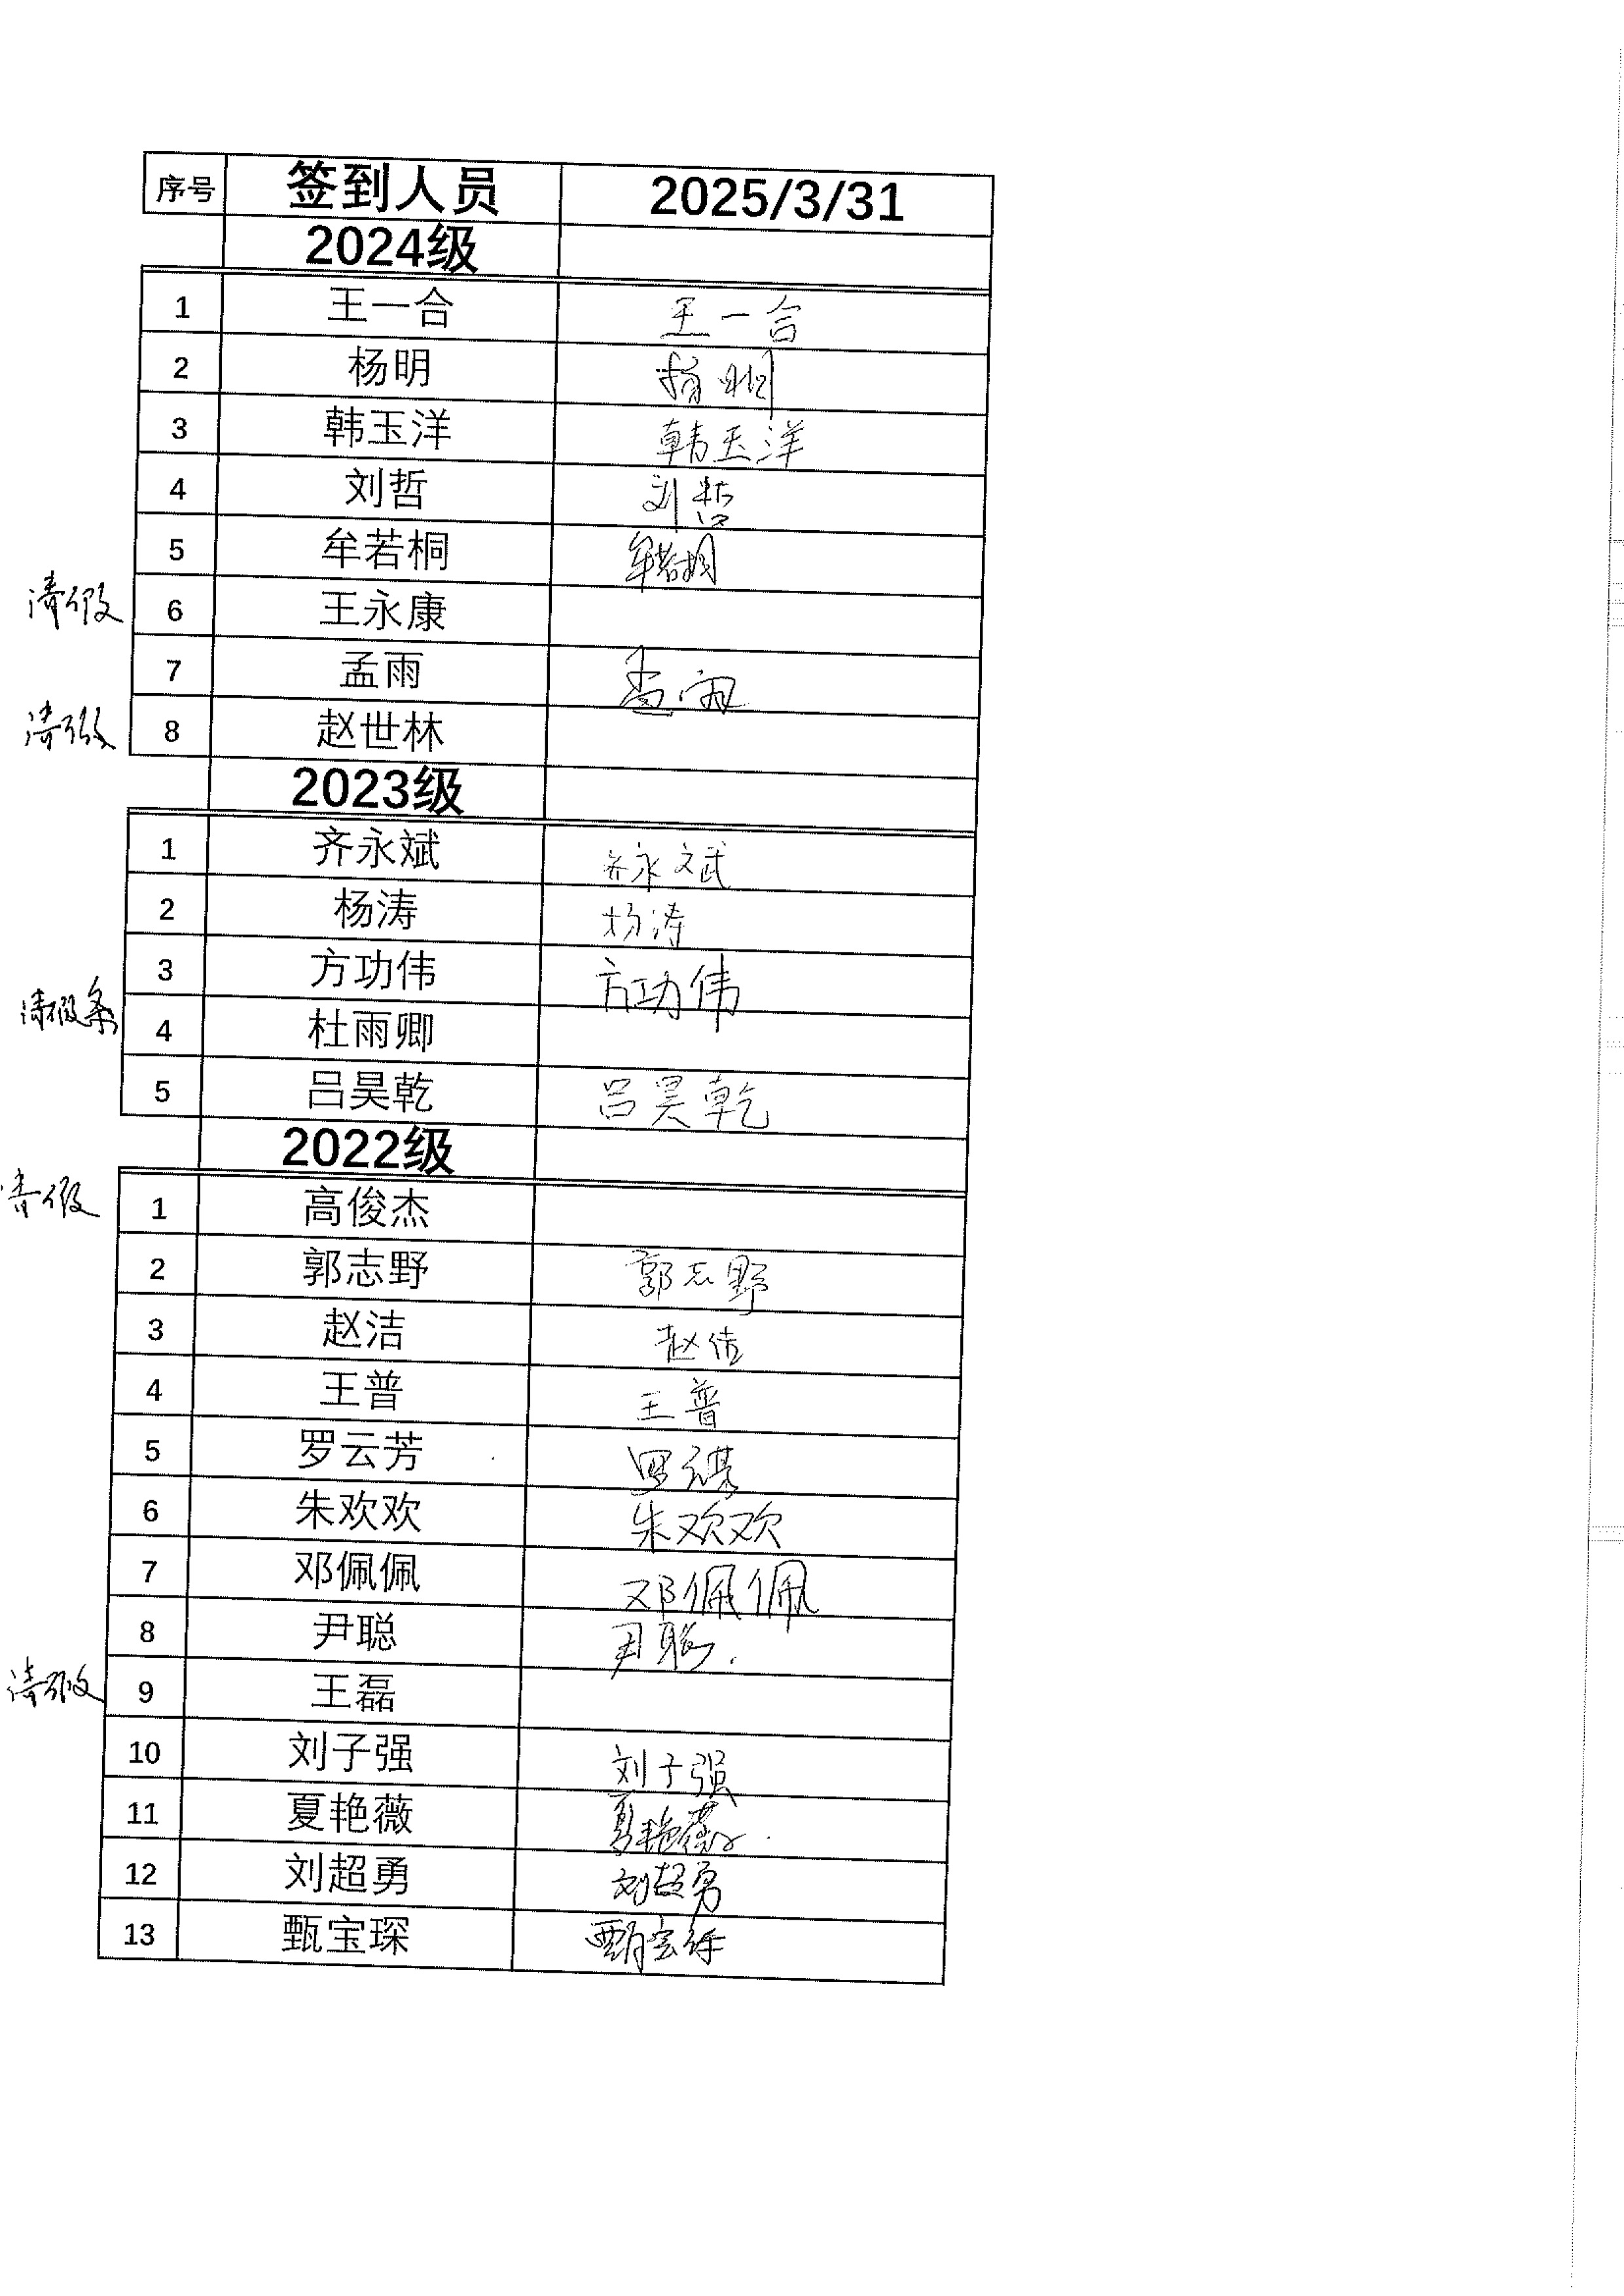 序号 签到人员 2025/3/31
2024级
1 王一合 王一合
2 杨明 杨明
3 韩玉洋 韩玉洋
4 刘哲 刘哲
5 牟若桐 牟若桐
请假 6 王永康
7 孟雨 孟雨
请假 8 赵世林
2023级
1 齐永斌 齐永斌
2 杨涛 杨涛
3 方功伟 方功伟
请假条 4 杜雨卿
5 吕昊乾 吕昊乾
2022级
请假 1 高俊杰
2 郭志野 郭志野
3 赵洁 赵洁
4 王普 王普
5 罗云芳 罗云芳
6 朱欢欢 朱欢欢
7 邓佩佩 邓佩佩
8 尹聪 尹聪.
请假 9 王磊
10 刘子强 刘子强
11 夏艳薇 夏艳薇.
12 刘超勇 刘超勇
13 甄宝琛 甄宝琛